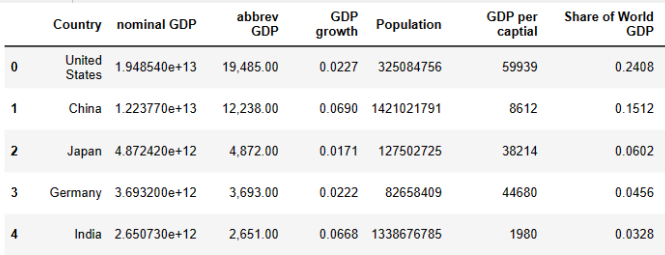 Country nominal GDP abbrev GDP GDP growth Population GDP per captial Share of World GDP
0 United States 1.948540e+13 19,485.00 0.0227 325084756 59939 0.2408
1 China 1.223770e+13 12,238.00 0.0690 1421021791 8612 0.1512
2 Japan 4.872420e+12 4,872.00 0.0171 127502725 38214 0.0602
3 Germany 3.693200e+12 3,693.00 0.0222 82658409 44680 0.0456
4 India 2.650730e+12 2,651.00 0.0668 1338676785 1980 0.0328